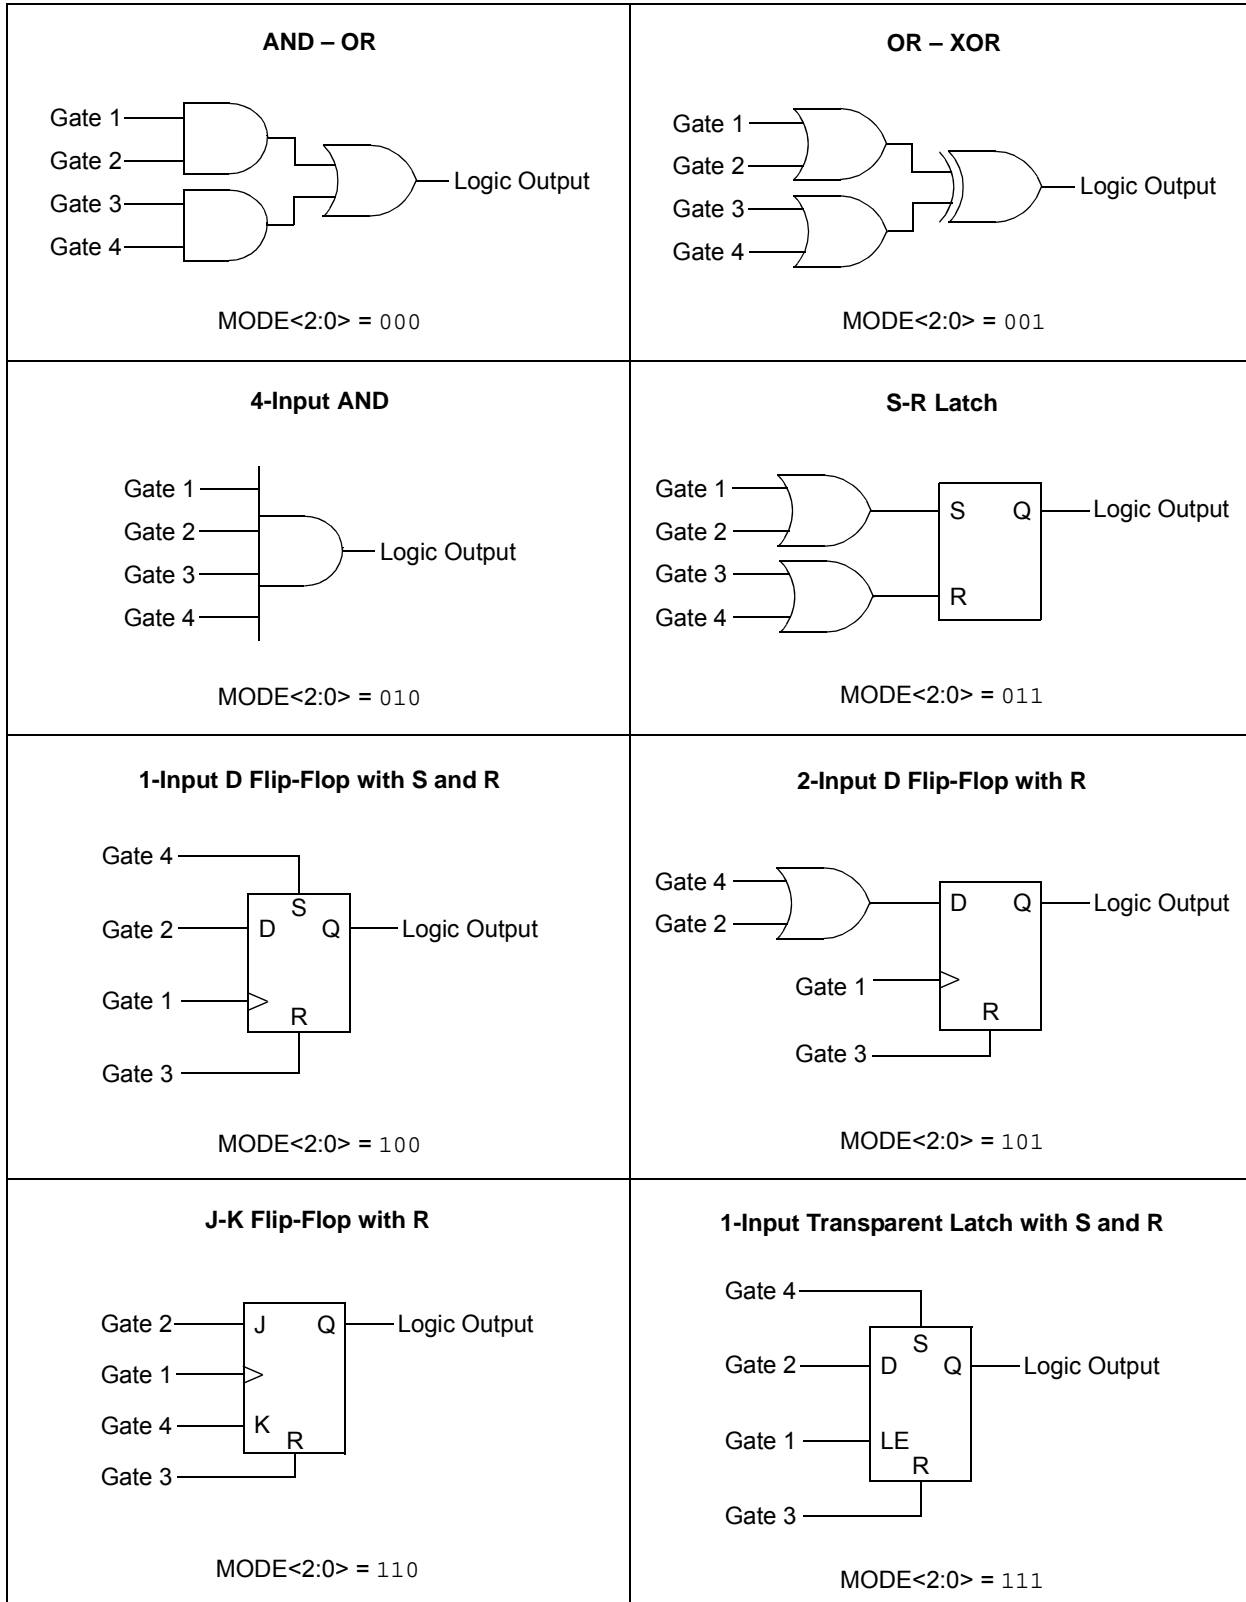 AND – OR
Gate 1
Gate 2
Gate 3
Gate 4
Logic Output
MODE<2:0> = 000
OR – XOR
Gate 1
Gate 2
Gate 3
Gate 4
Logic Output
MODE<2:0> = 001
4-Input AND
Gate 1
Gate 2
Gate 3
Gate 4
Logic Output
MODE<2:0> = 010
S-R Latch
Gate 1
Gate 2
Gate 3
Gate 4
S Q
R
Logic Output
MODE<2:0> = 011
1-Input D Flip-Flop with S and R
Gate 4
S
Gate 2
D Q
Logic Output
Gate 1
R
Gate 3
MODE<2:0> = 100
2-Input D Flip-Flop with R
Gate 4
Gate 2
D Q
Logic Output
Gate 1
R
Gate 3
MODE<2:0> = 101
J-K Flip-Flop with R
Gate 2
J Q
Logic Output
Gate 1
Gate 4
K
R
Gate 3
MODE<2:0> = 110
1-Input Transparent Latch with S and R
Gate 4
S
Gate 2
D Q
Logic Output
Gate 1
LE
R
Gate 3
MODE<2:0> = 111